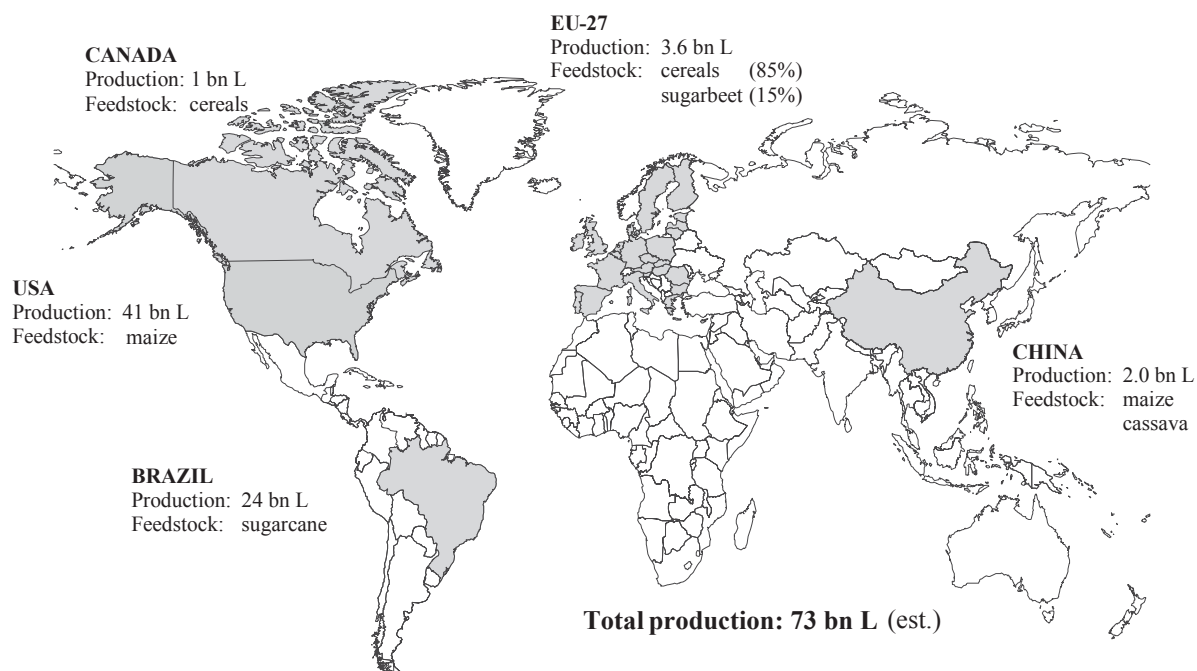 EU-27
Production: 3.6 bn L
Feedstock: cereals (85%)
sugarbeet (15%)
CANADA
Production: 1 bn L
Feedstock: cereals
USA
Production: 41 bn L
Feedstock: maize
CHINA
Production: 2.0 bn L
Feedstock: maize
cassava
BRAZIL
Production: 24 bn L
Feedstock: sugarcane
Total production: 73 bn L (est.)